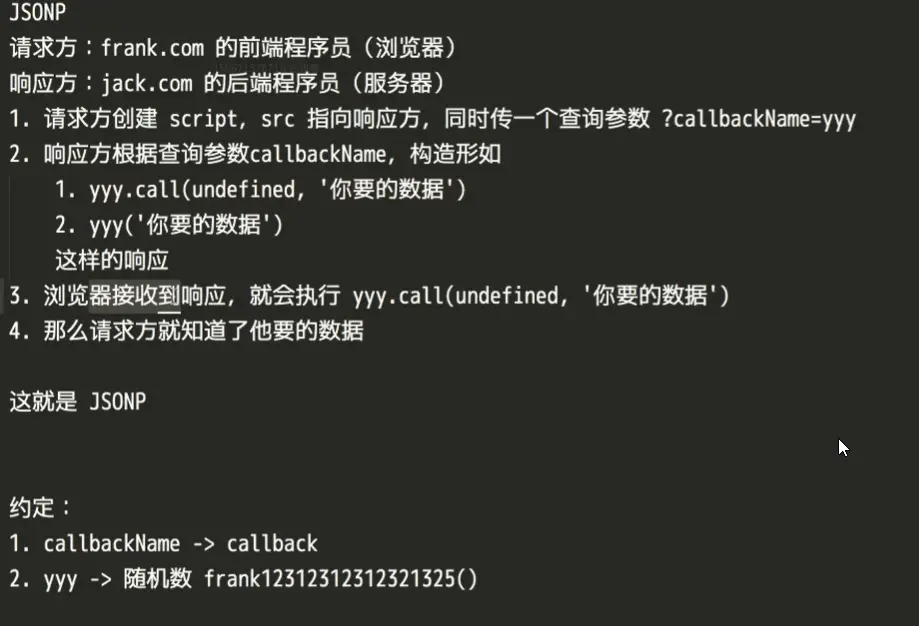 JSONP
请求方：frank.com 的前端程序员（浏览器）
响应方：jack.com 的后端程序员（服务器）
1. 请求方创建 script，src 指向响应方，同时传一个查询参数 ?callbackName=yyy
2. 响应方根据查询参数callbackName，构造形如
1. yyy.call(undefined, '你要的数据')
2. yyy('你要的数据')
这样的响应
3. 浏览器接收到响应，就会执行 yyy.call(undefined, '你要的数据')
4. 那么请求方就知道了他要的数据
这就是 JSONP
约定：
1. callbackName -> callback
2. yyy -> 随机数 frank12312312312321325()